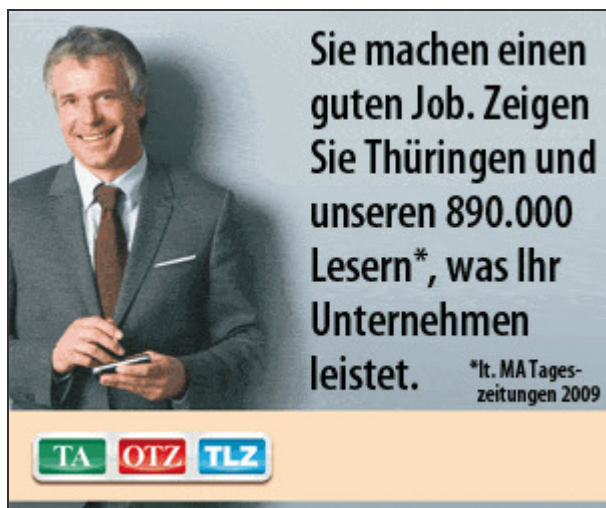 Sie machen einen
guten Job. Zeigen
Sie Thüringen und
unseren 890.000
Lesern*, was Ihr
Unternehmen
leistet.
*lt. MA Tages-
zeitungen 2009
TA OTZ TLZ